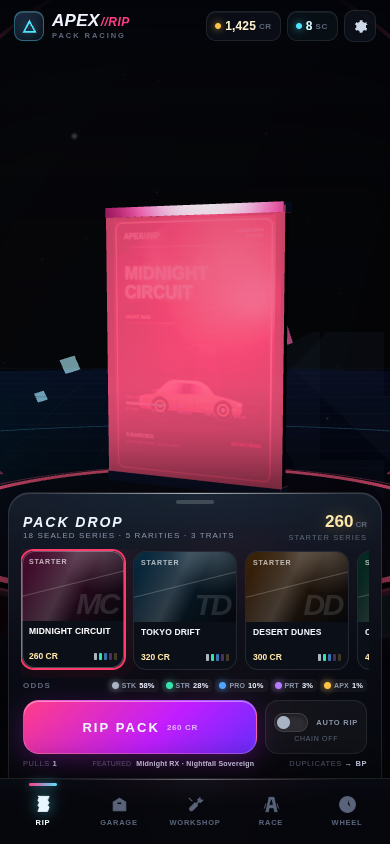 APEX//RIP
PACK RACING
1,425 CR
8 SC
APEX//RIP
MIDNIGHT
CIRCUIT
PACK DROP
18 SEALED SERIES · 5 RARITIES · 3 TRAITS
260 CR
STARTER SERIES
STARTER
MC
MIDNIGHT CIRCUIT
260 CR
STARTER
TD
TOKYO DRIFT
320 CR
STARTER
DD
DESERT DUNES
300 CR
S
C
4
ODDS
STK 58%
STR 28%
PRO 10%
PRT 3%
APX 1%
RIP PACK 260 CR
AUTO RIP
CHAIN OFF
PULLS 1
FEATURED Midnight RX · Nightfall Sovereign
DUPLICATES → BP
RIP
GARAGE
WORKSHOP
RACE
WHEEL